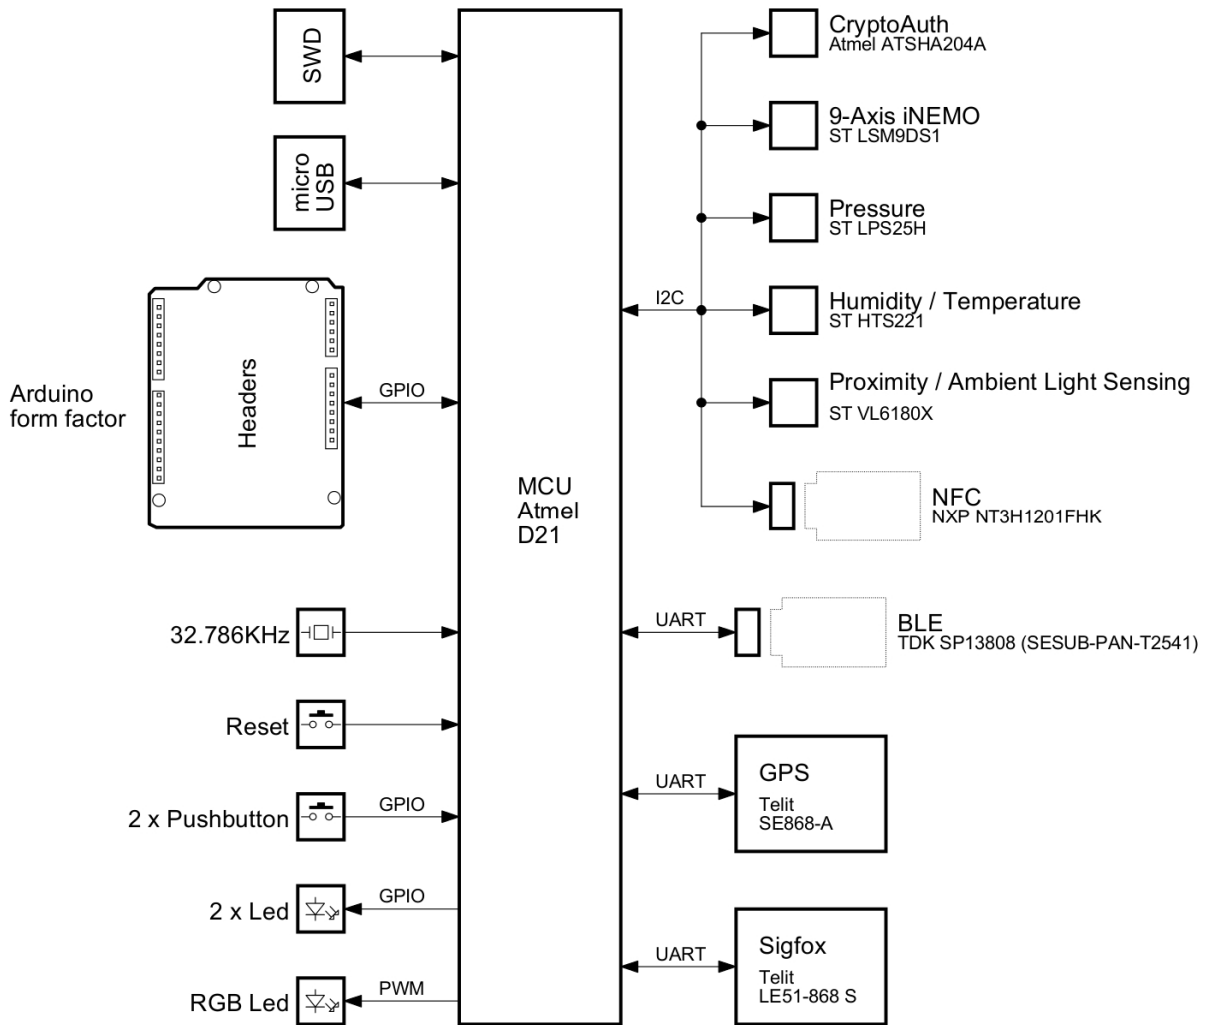 SWD
micro
USB
Arduino
form factor
Headers
GPIO
32.786KHz
Reset
2 x Pushbutton
GPIO
2 x Led
GPIO
RGB Led
PWM
MCU
Atmel
D21
I2C
CryptoAuth
Atmel ATSHA204A
9-Axis iNEMO
ST LSM9DS1
Pressure
ST LPS25H
Humidity / Temperature
ST HTS221
Proximity / Ambient Light Sensing
ST VL6180X
NFC
NXP NT3H1201FHK
UART
BLE
TDK SP13808 (SESUB-PAN-T2541)
UART
GPS
Telit
SE868-A
UART
Sigfox
Telit
LE51-868 S